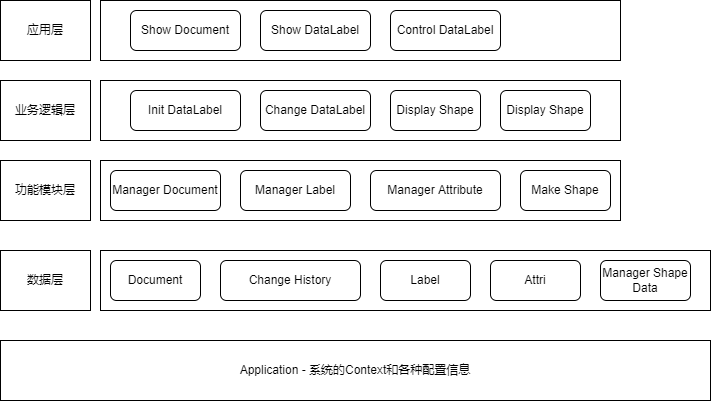 应用层
Show Document
Show DataLabel
Control DataLabel
业务逻辑层
Init DataLabel
Change DataLabel
Display Shape
Display Shape
功能模块层
Manager Document
Manager Label
Manager Attribute
Make Shape
数据层
Document
Change History
Label
Attri
Manager Shape
Data
Application - 系统的Context和各种配置信息